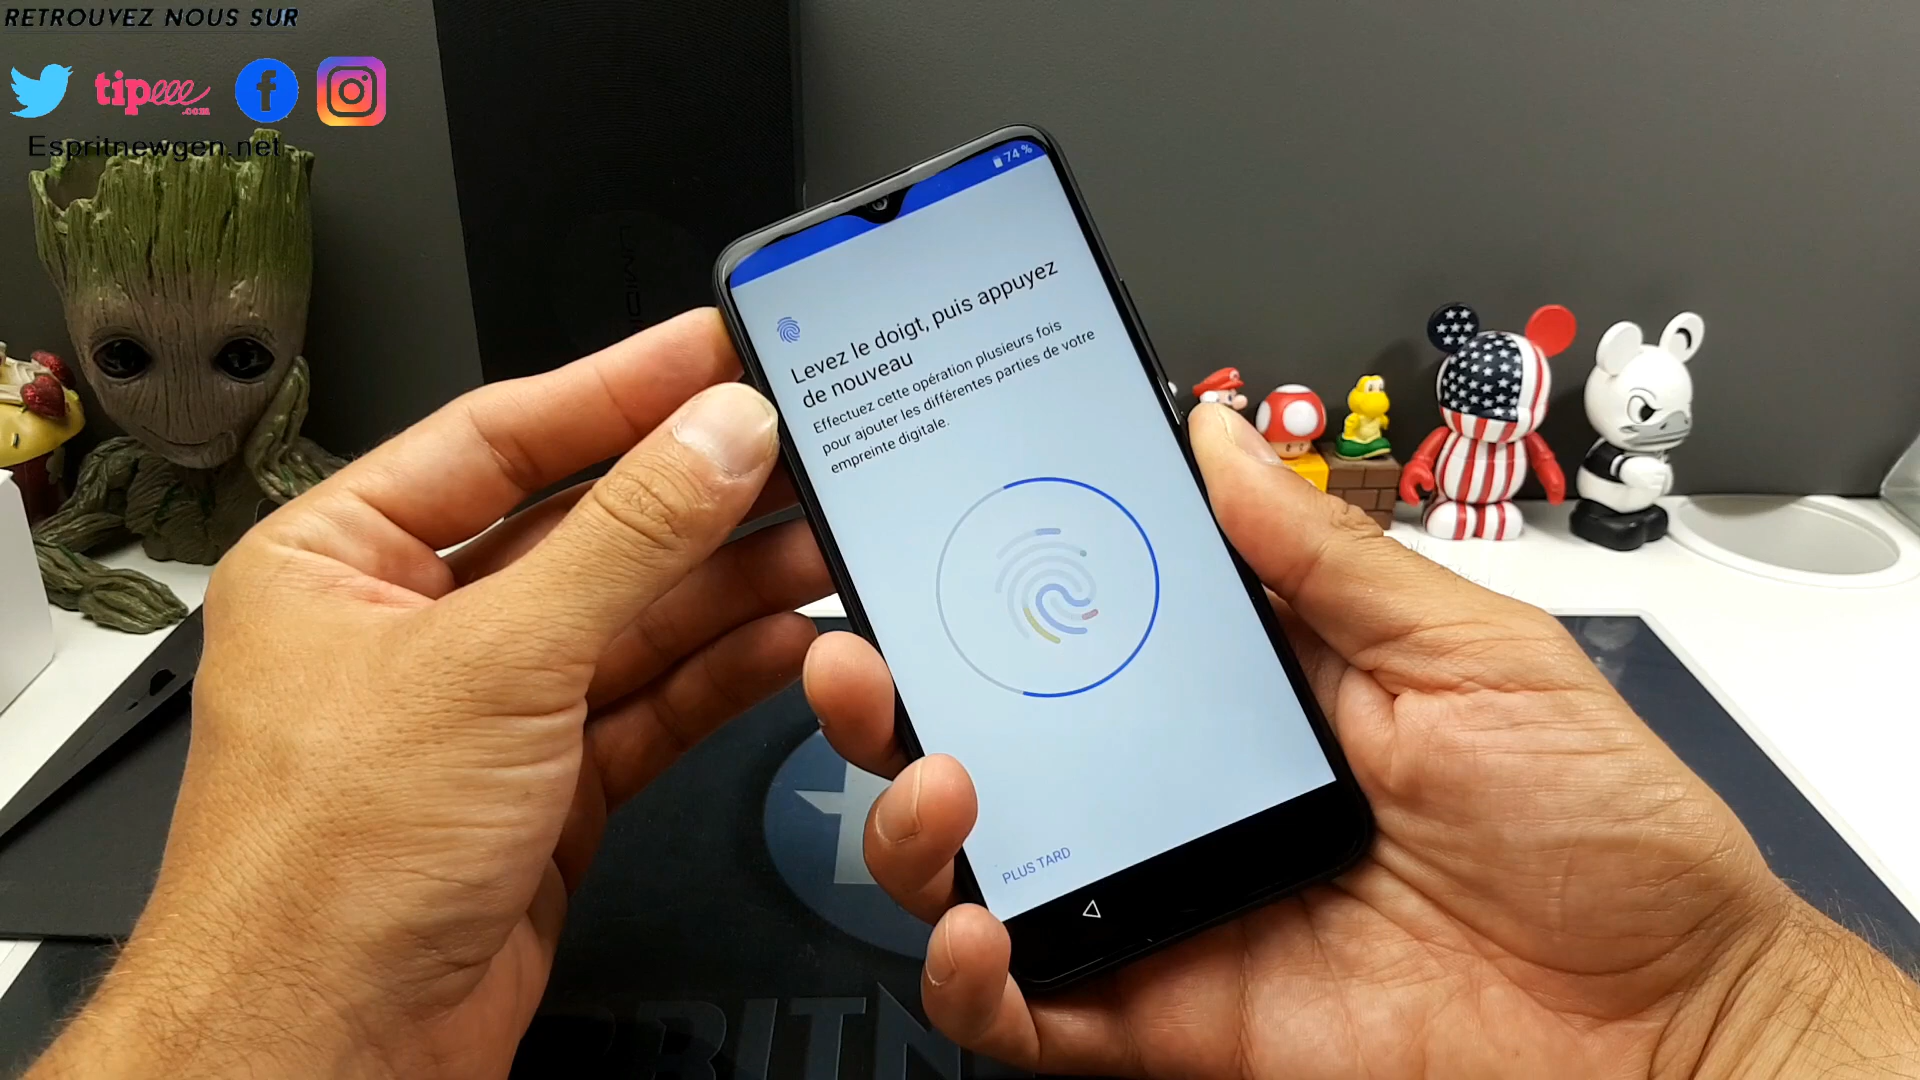 RETROUVEZ NOUS SUR
tipeee
.com
Espritnewgen.net
74 %
Levez le doigt, puis appuyez
de nouveau
Effectuez cette opération plusieurs fois
pour ajouter les différentes parties de votre
empreinte digitale.
PLUS TARD